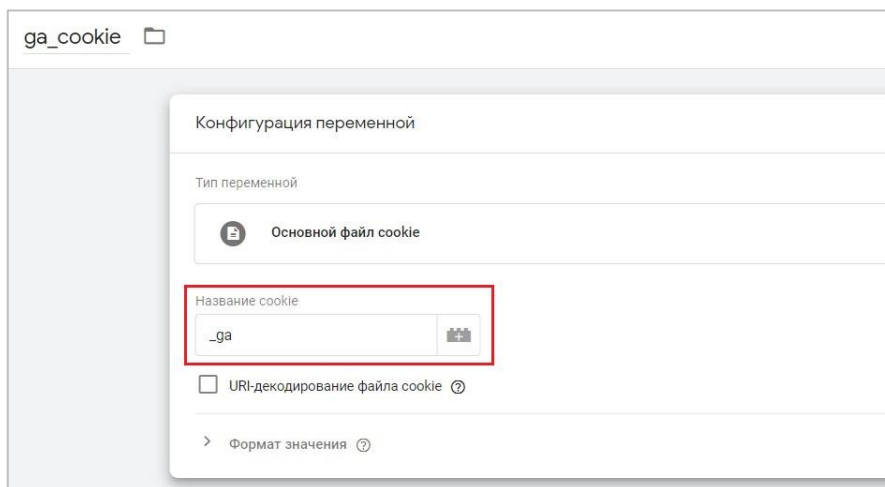 ga_cookie
Конфигурация переменной
Тип переменной
Основной файл cookie
Название cookie
_ga
URI-декодирование файла cookie ?
Формат значения ?